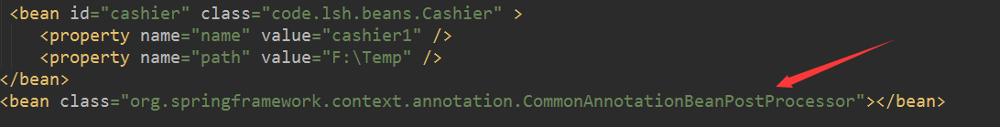 <bean id="cashier" class="code.lsh.beans.Cashier" >
<property name="name" value="cashier1" />
<property name="path" value="F:\Temp" />
</bean>
<bean class="org.springframework.context.annotation.CommonAnnotationBeanPostProcessor"></bean>